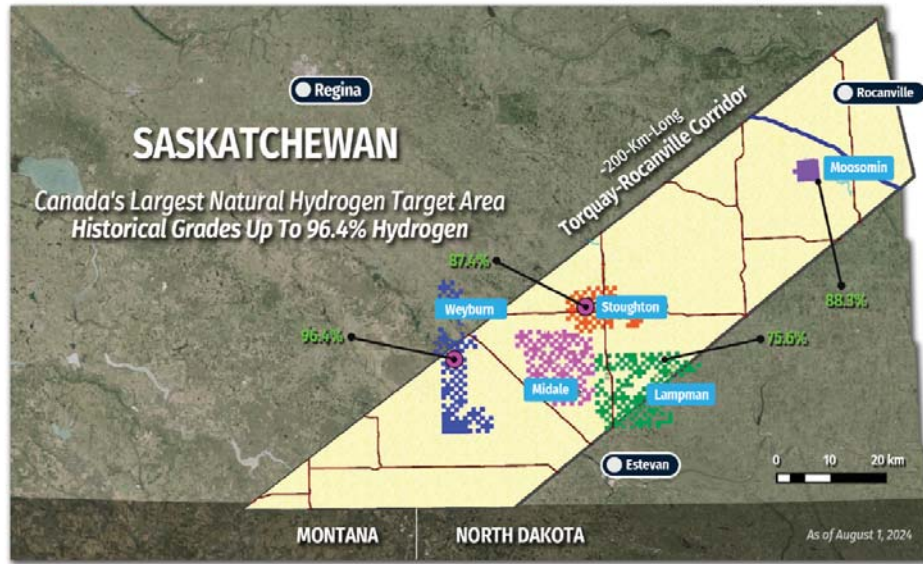 Regina
SASKATCHEWAN
Canada's Largest Natural Hydrogen Target Area
Historical Grades Up To 96.4% Hydrogen
~200-Km-Long
Torquay-Rocanville Corridor
Rocanville
Moosomin
88.3%
87.4%
Weyburn
Stoughton
96.4%
75.6%
Midale
Lampman
Estevan
0 10 20 km
MONTANA
NORTH DAKOTA
As of August 1, 2024